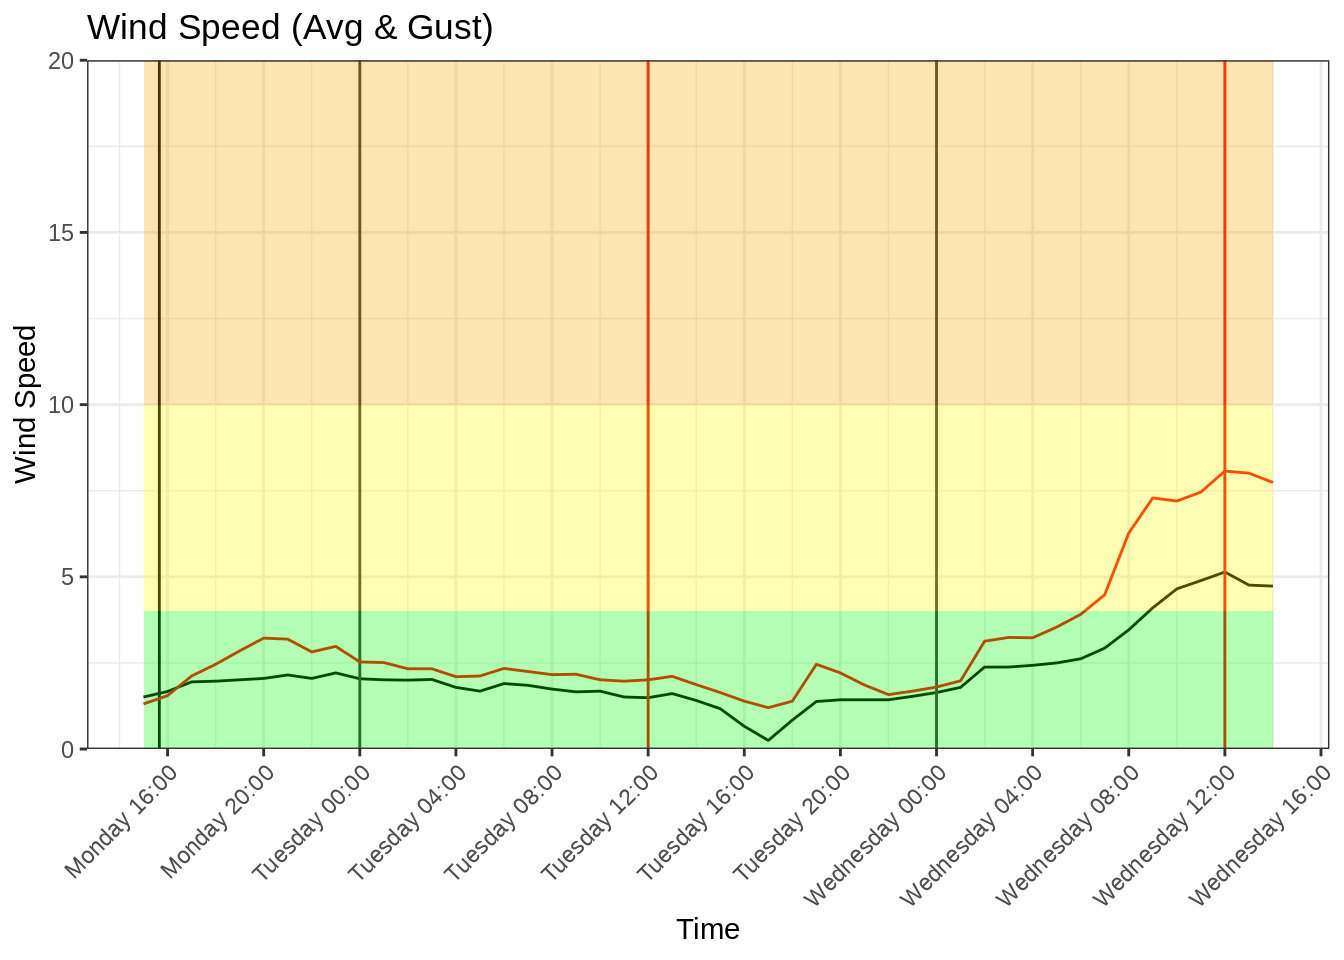 Wind Speed (Avg & Gust)
20
15
10
5
0
Wind Speed
Monday 16:00
Monday 20:00
Tuesday 00:00
Tuesday 04:00
Tuesday 08:00
Tuesday 12:00
Tuesday 16:00
Tuesday 20:00
Wednesday 00:00
Wednesday 04:00
Wednesday 08:00
Wednesday 12:00
Wednesday 16:00
Time